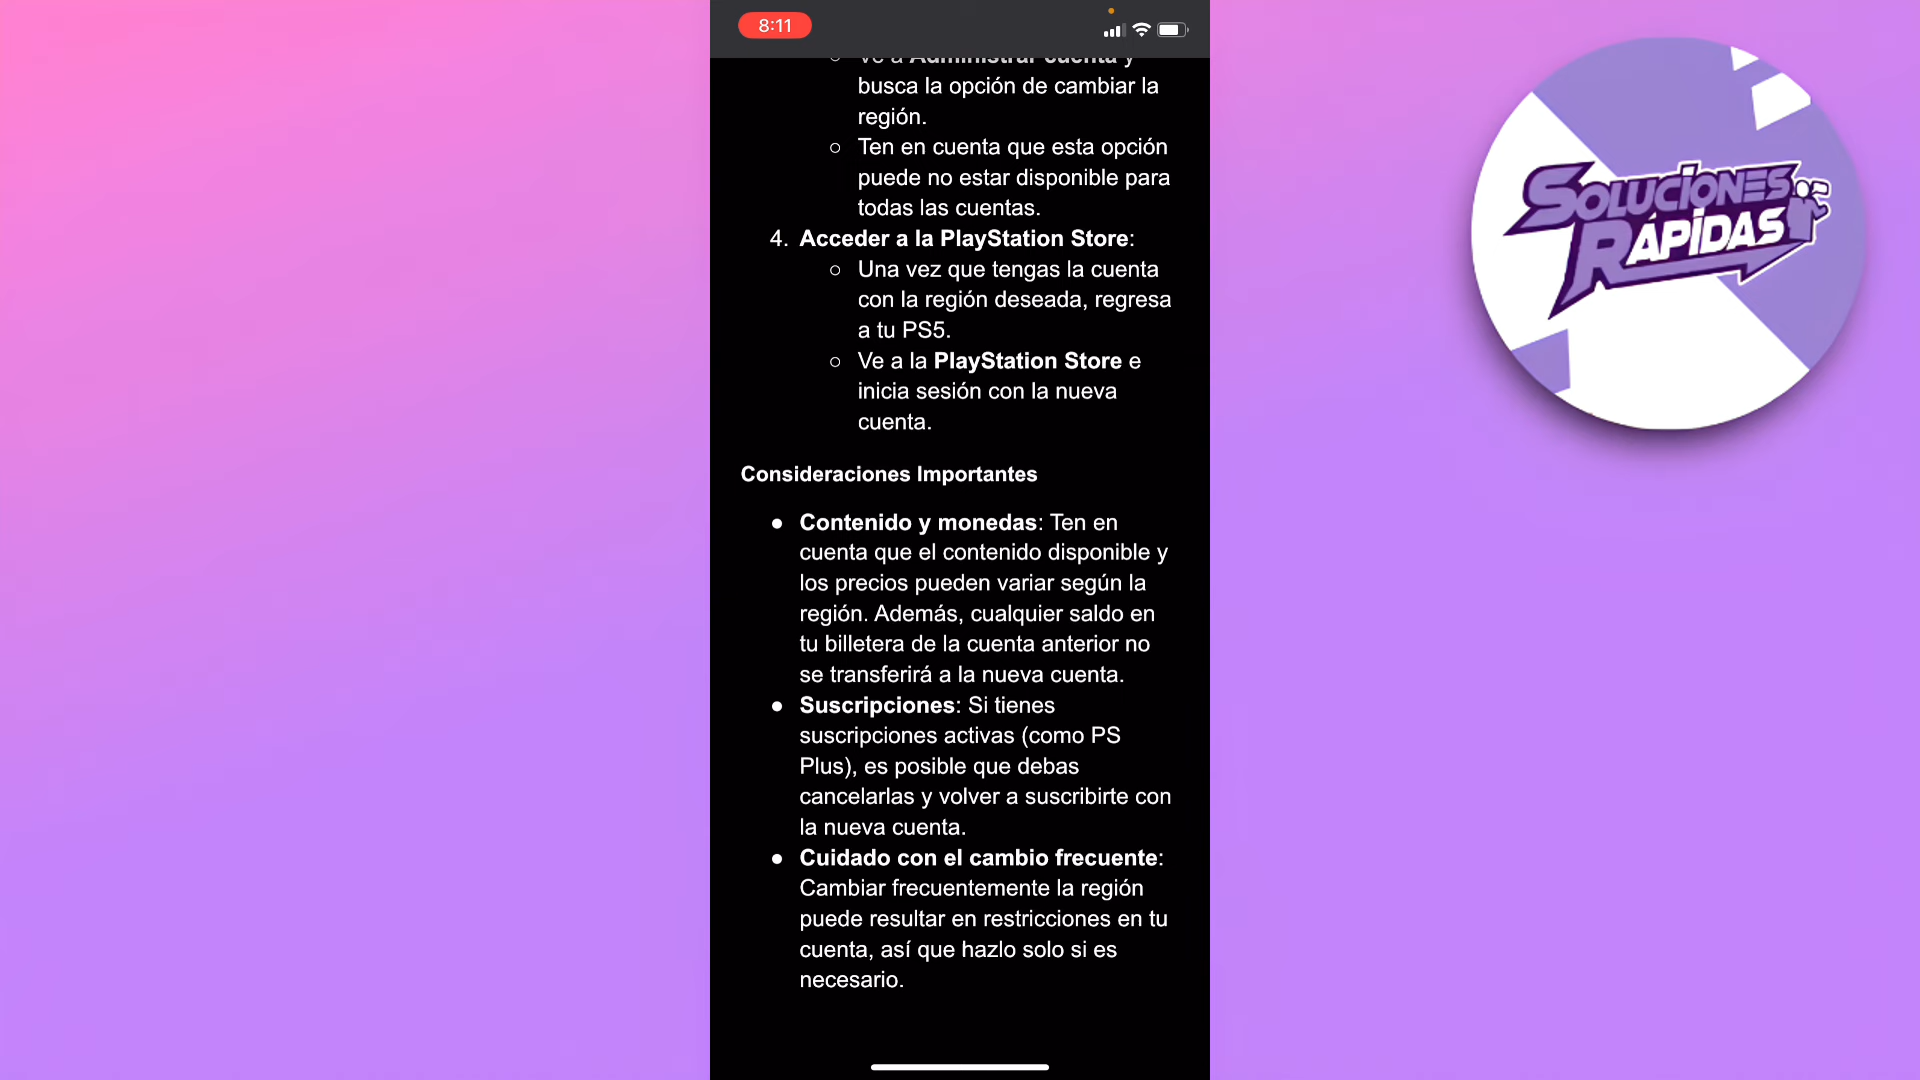 8:11
Ve a Administrar cuenta y
busca la opción de cambiar la
región.
○ Ten en cuenta que esta opción
puede no estar disponible para
todas las cuentas.
4. Acceder a la PlayStation Store:
○ Una vez que tengas la cuenta
con la región deseada, regresa
a tu PS5.
○ Ve a la PlayStation Store e
inicia sesión con la nueva
cuenta.
Consideraciones Importantes
● Contenido y monedas: Ten en
cuenta que el contenido disponible y
los precios pueden variar según la
región. Además, cualquier saldo en
tu billetera de la cuenta anterior no
se transferirá a la nueva cuenta.
● Suscripciones: Si tienes
suscripciones activas (como PS
Plus), es posible que debas
cancelarlas y volver a suscribirte con
la nueva cuenta.
● Cuidado con el cambio frecuente:
Cambiar frecuentemente la región
puede resultar en restricciones en tu
cuenta, así que hazlo solo si es
necesario.
SOLUCIONES
RÁPIDAS